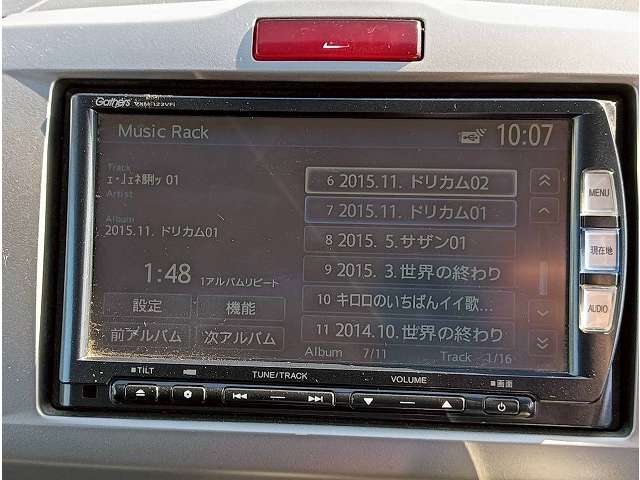 Gathers
Music Rack
10:07
Track
ｪ･｣ｪﾈ䬻ｯ 01
Artist
Album
2015.11. ドリカム01
1:48 1アルバムリピート
設定 機能
前アルバム 次アルバム
6 2015.11. ドリカム02
7 2015.11. ドリカム01
8 2015. 5.サザン01
9 2015. 3.世界の終わり
10 キロロのいちばんイイ歌...
11 2014.10.世界の終わり
Album 7/11 Track 1/16
MENU
現在地
AUDIO
TILT
TUNE/TRACK
VOLUME
画面